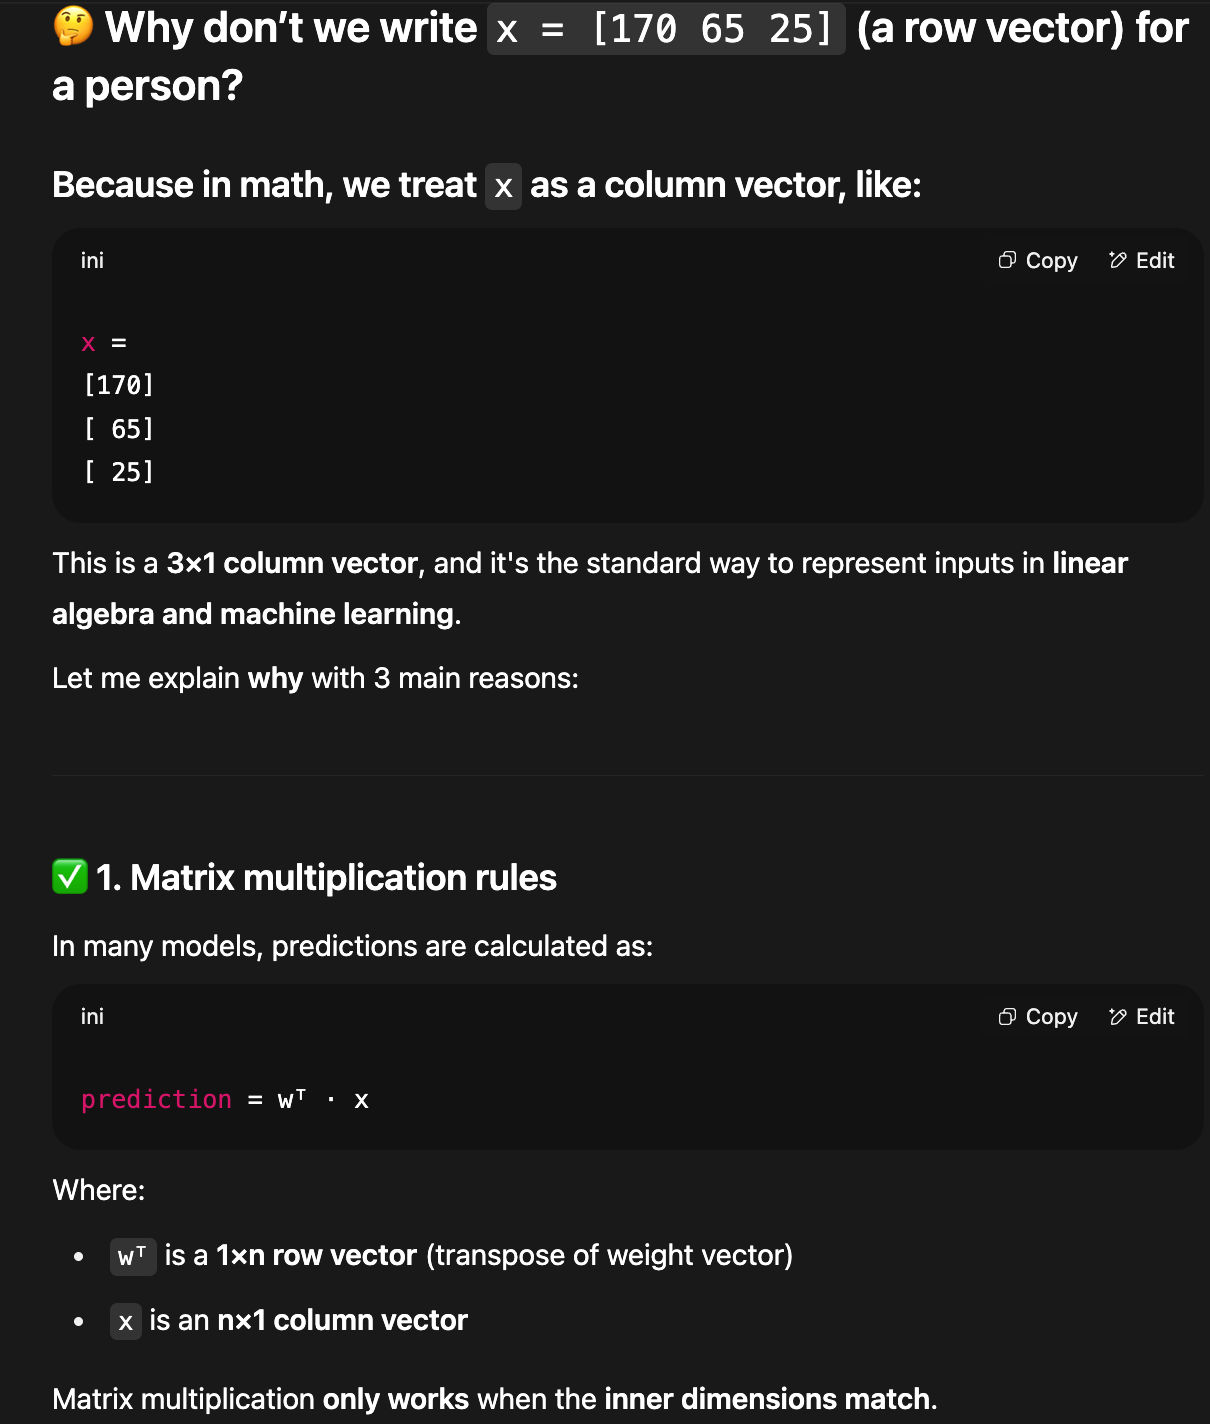 🤔 Why don’t we write x = [170 65 25] (a row vector) for
a person?
Because in math, we treat x as a column vector, like:
ini
Copy
Edit
x =
[170]
[ 65]
[ 25]
This is a 3×1 column vector, and it's the standard way to represent inputs in linear
algebra and machine learning.
Let me explain why with 3 main reasons:
✅ 1. Matrix multiplication rules
In many models, predictions are calculated as:
ini
Copy
Edit
prediction = wᵀ · x
Where:
• wᵀ is a 1×n row vector (transpose of weight vector)
• x is an n×1 column vector
Matrix multiplication only works when the inner dimensions match.